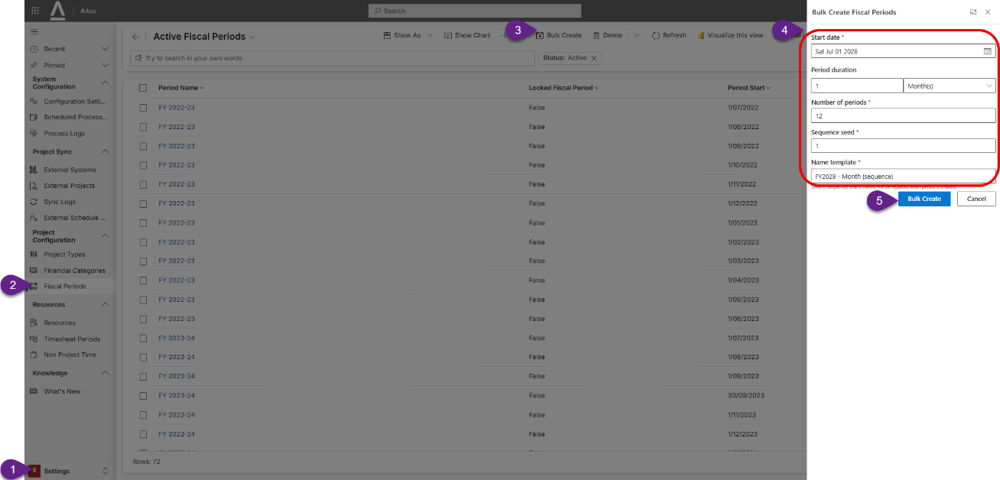 Altus
Search
Bulk Create Fiscal Periods
Recent
Pinned
System
Configuration
Configuration Setti...
Scheduled Process...
Process Logs
Project Sync
External Systems
External Projects
Sync Logs
External Schedule ...
Project
Configuration
Project Types
Financial Categories
2
Fiscal Periods
Resources
Resources
Timesheet Periods
Non Project Time
Knowledge
What's New
1
S
Settings
Active Fiscal Periods
Show As
Show Chart
3
Bulk Create
Delete
Refresh
Visualize this view
Try to search in your own words
Status: Active
Period Name
Locked Fiscal Period
Period Start
FY 2022-23 False 1/07/2022
FY 2022-23 False 1/08/2022
FY 2022-23 False 1/09/2022
FY 2022-23 False 1/10/2022
FY 2022-23 False 1/11/2022
FY 2022-23 False 1/12/2022
FY 2022-23 False 1/01/2023
FY 2022-23 False 1/02/2023
FY 2022-23 False 1/03/2023
FY 2022-23 False 1/04/2023
FY 2022-23 False 1/05/2023
FY 2022-23 False 1/06/2023
FY 2023-24 False 1/07/2023
FY 2023-24 False 1/08/2023
FY 2023-24 False 1/09/2023
FY 2023-24 False 30/09/2023
FY 2023-24 False 1/11/2023
FY 2023-24 False 1/12/2023
Rows: 72
4
Start date *
Sat Jul 01 2028
Period duration
1
Month(s)
Number of periods *
12
Sequence seed *
1
Name template *
FY2029 - Month {sequence}
5
Bulk Create
Cancel